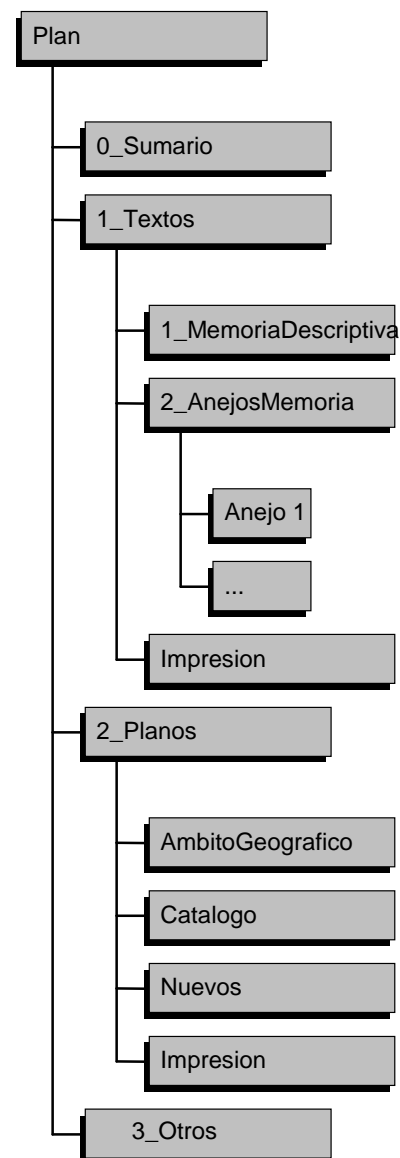 Plan
0_Sumario
1_Textos
1_MemoriaDescriptiva
2_AnejosMemoria
Anejo 1
...
Impresion
2_Planos
AmbitoGeografico
Catalogo
Nuevos
Impresion
3_Otros